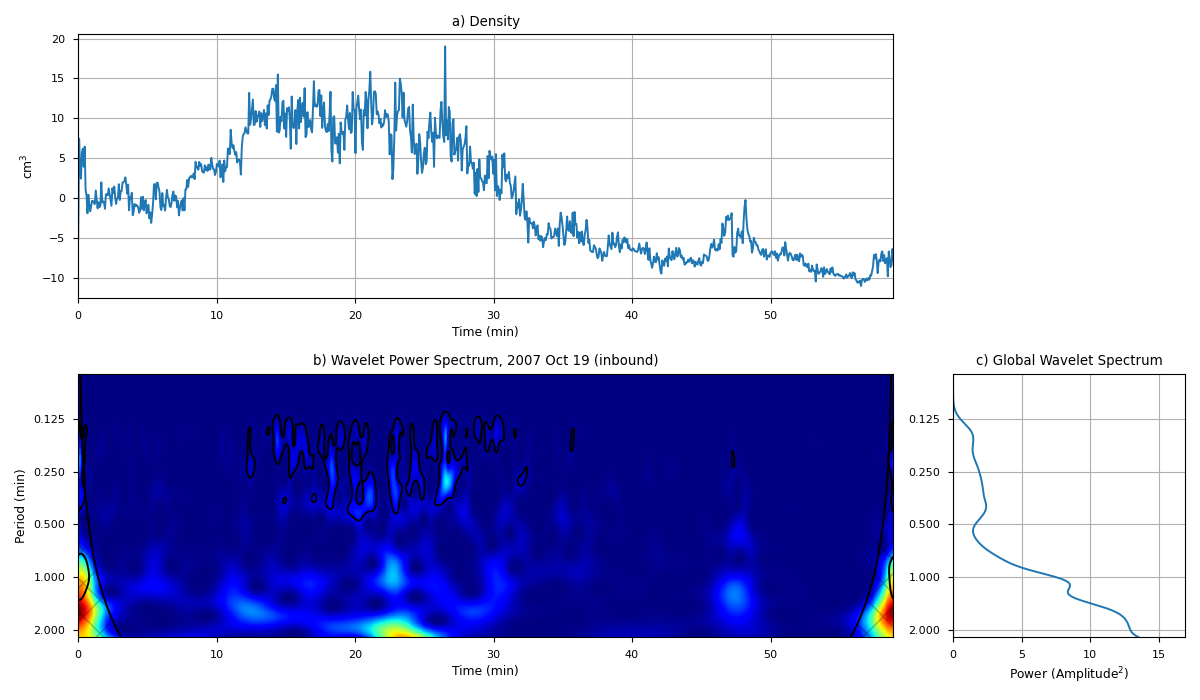 a) Density
20
15
10
5
0
−5
−10
cm³
0 10 20 30 40 50
Time (min)
b) Wavelet Power Spectrum, 2007 Oct 19 (inbound)
0.125
0.250
0.500
1.000
2.000
Period (min)
0 10 20 30 40 50
Time (min)
c) Global Wavelet Spectrum
0.125
0.250
0.500
1.000
2.000
0 5 10 15
Power (Amplitude²)